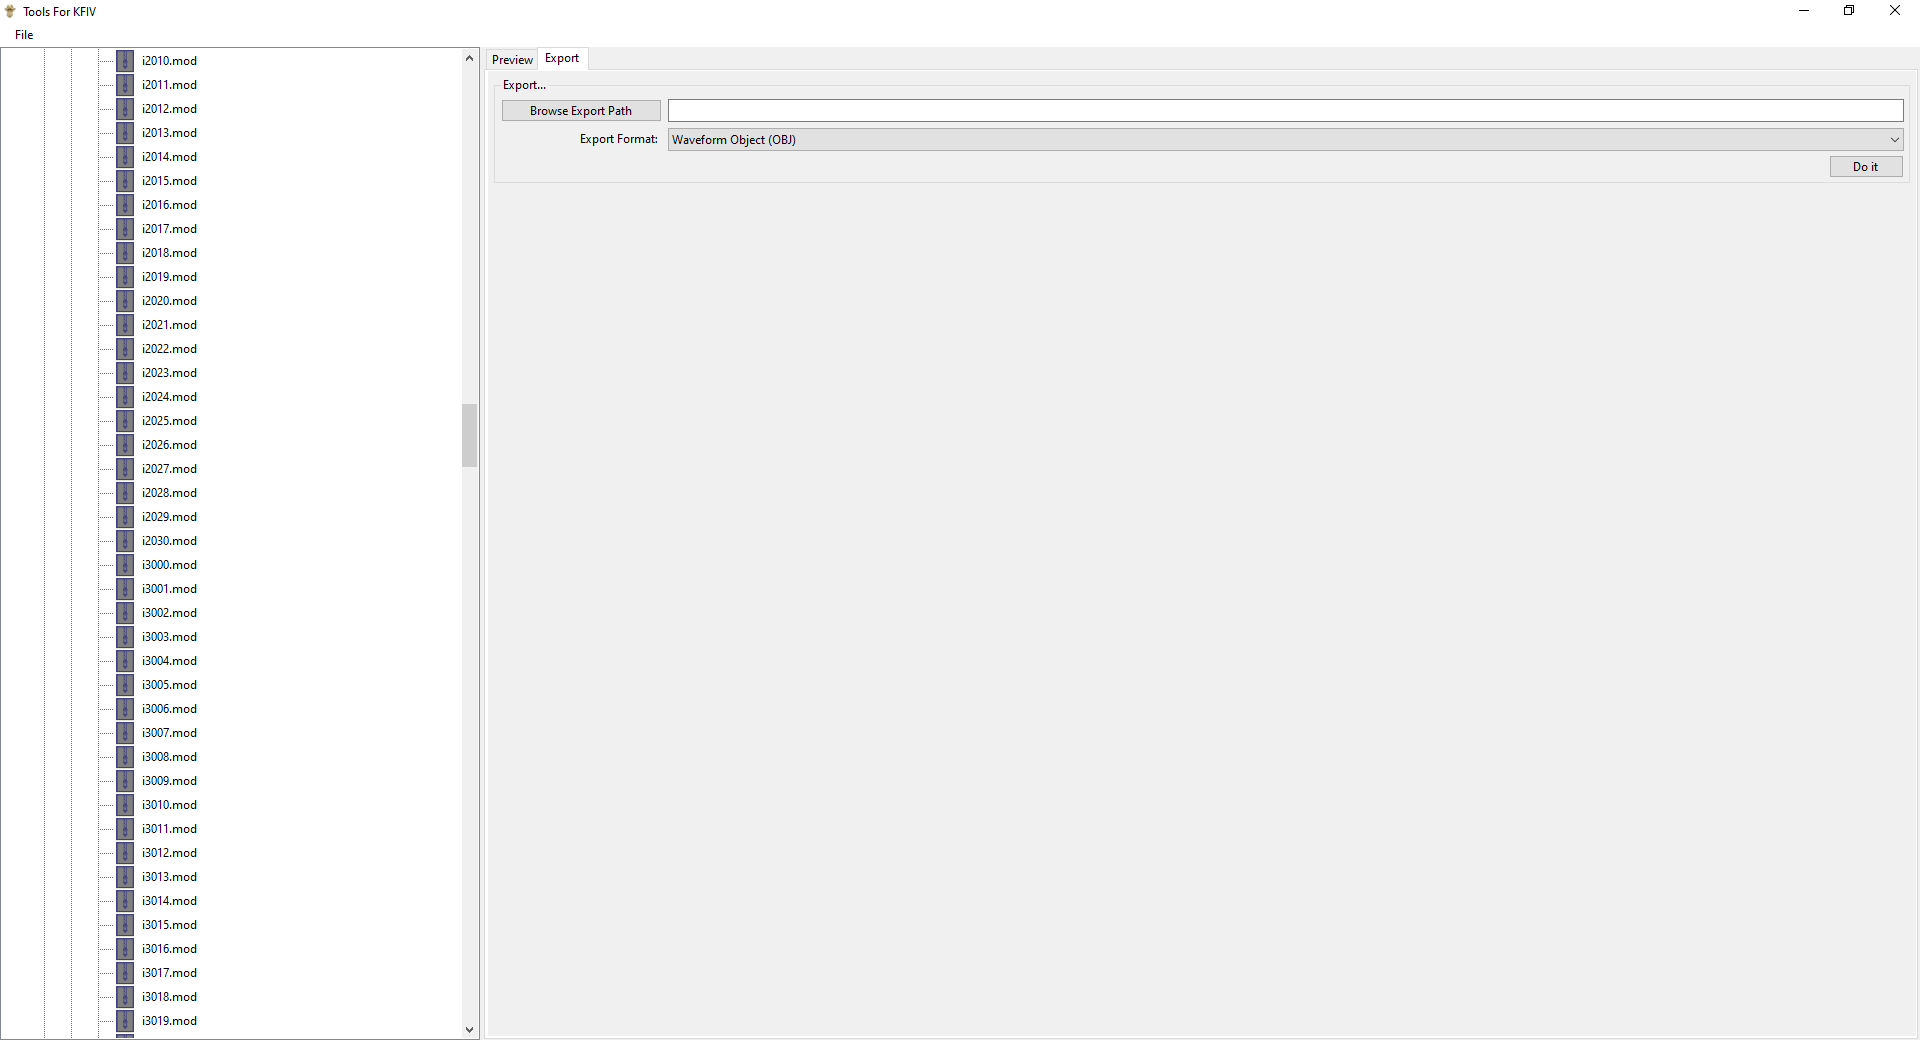 Tools For KFIV
File
i2010.mod
i2011.mod
i2012.mod
i2013.mod
i2014.mod
i2015.mod
i2016.mod
i2017.mod
i2018.mod
i2019.mod
i2020.mod
i2021.mod
i2022.mod
i2023.mod
i2024.mod
i2025.mod
i2026.mod
i2027.mod
i2028.mod
i2029.mod
i2030.mod
i3000.mod
i3001.mod
i3002.mod
i3003.mod
i3004.mod
i3005.mod
i3006.mod
i3007.mod
i3008.mod
i3009.mod
i3010.mod
i3011.mod
i3012.mod
i3013.mod
i3014.mod
i3015.mod
i3016.mod
i3017.mod
i3018.mod
i3019.mod
Preview Export
Export...
Browse Export Path
Export Format: Waveform Object (OBJ)
Do it